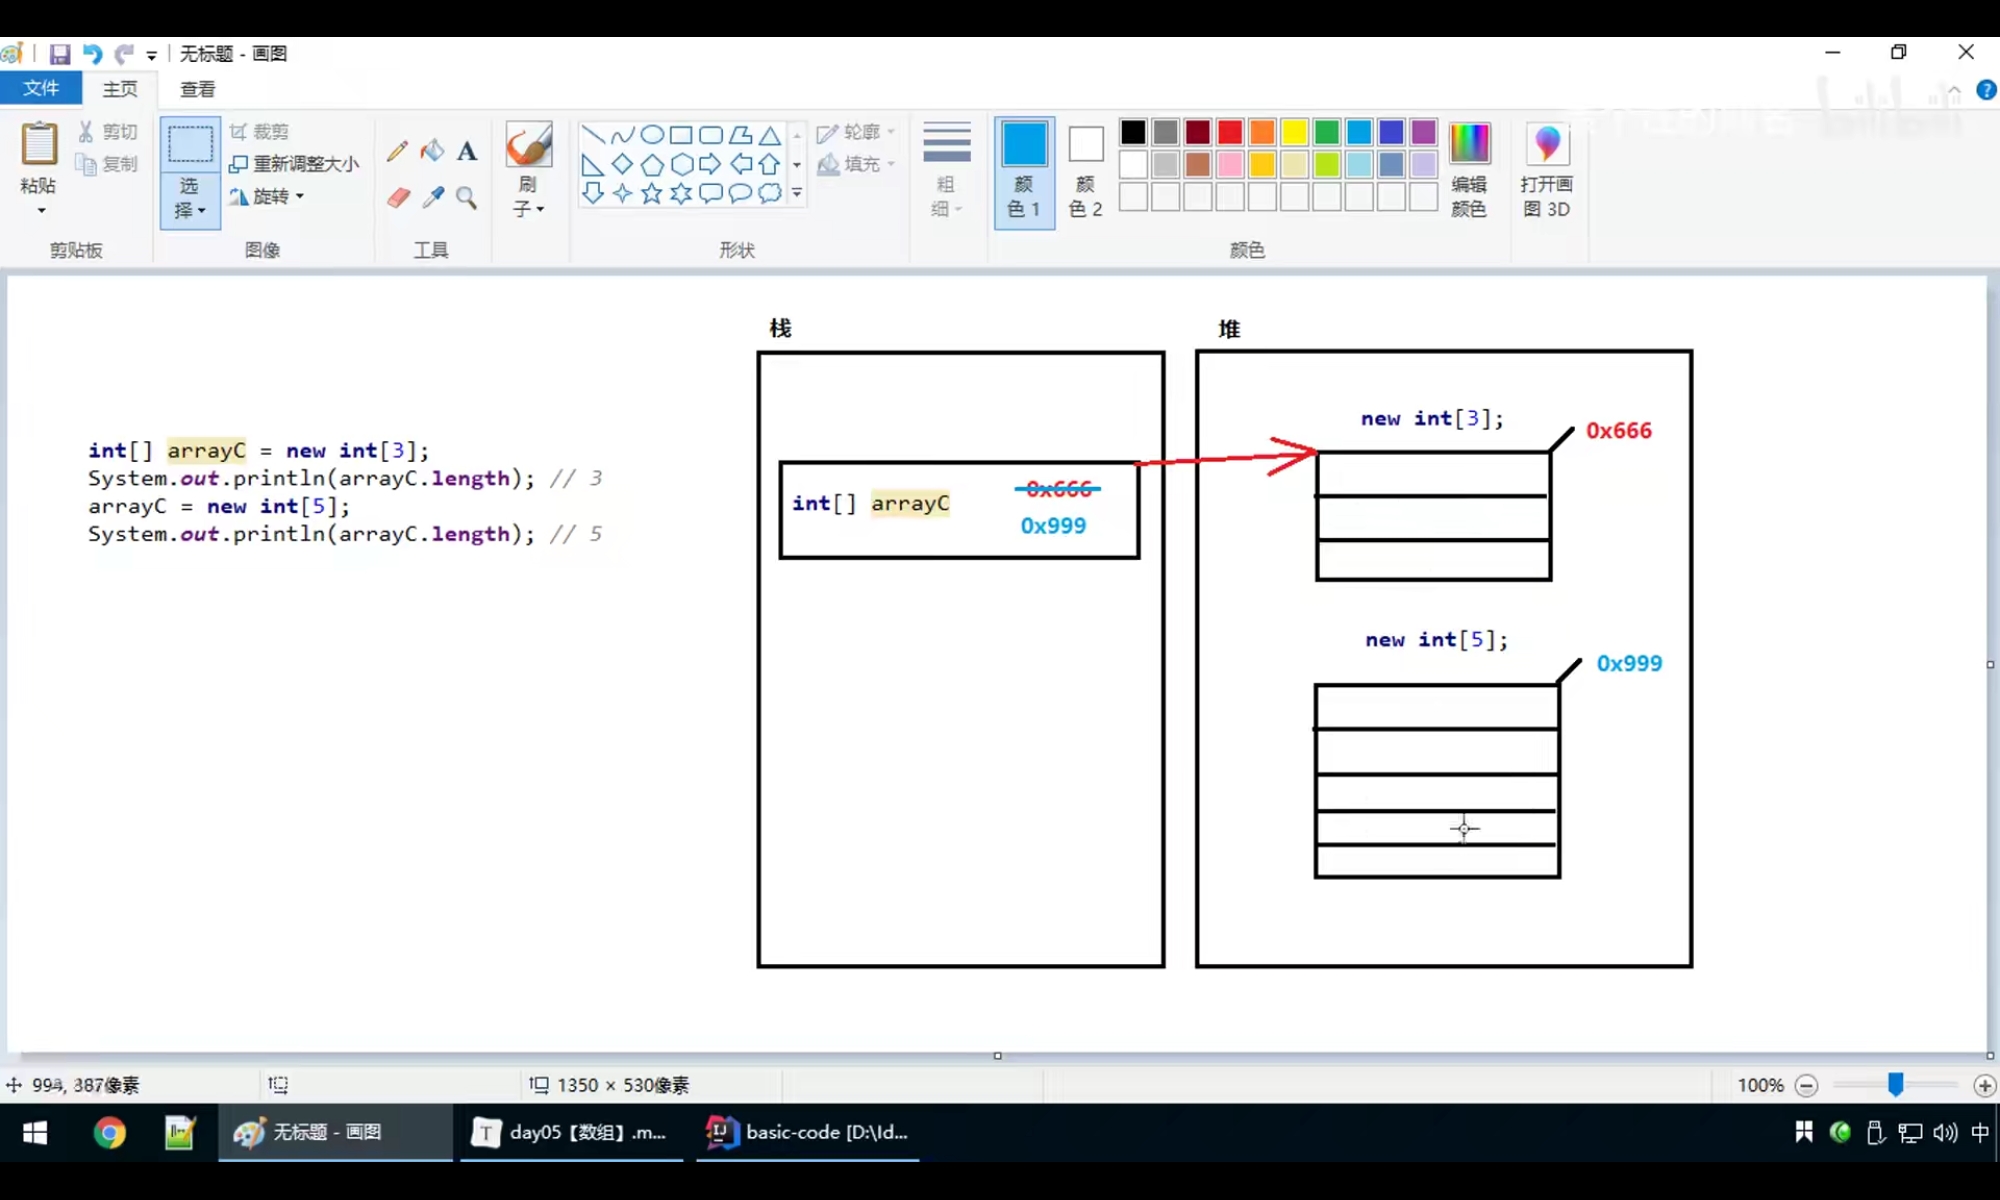 无标题 - 画图
文件 主页 查看
粘贴 剪切 复制
剪贴板
选择 裁剪 重新调整大小 旋转
图像
A
工具
刷子
轮廓 填充
形状
粗细
颜色 1
颜色 2
编辑颜色
颜色
打开画图 3D
栈
堆
int[] arrayC = new int[3];
System.out.println(arrayC.length); // 3
arrayC = new int[5];
System.out.println(arrayC.length); // 5
int[] arrayC
0x666
0x999
new int[3];
0x666
new int[5];
0x999
994, 387像素
1350 × 530像素
100%
无标题 - 画图
day05【数组】.m...
basic-code [D:\Id...
中